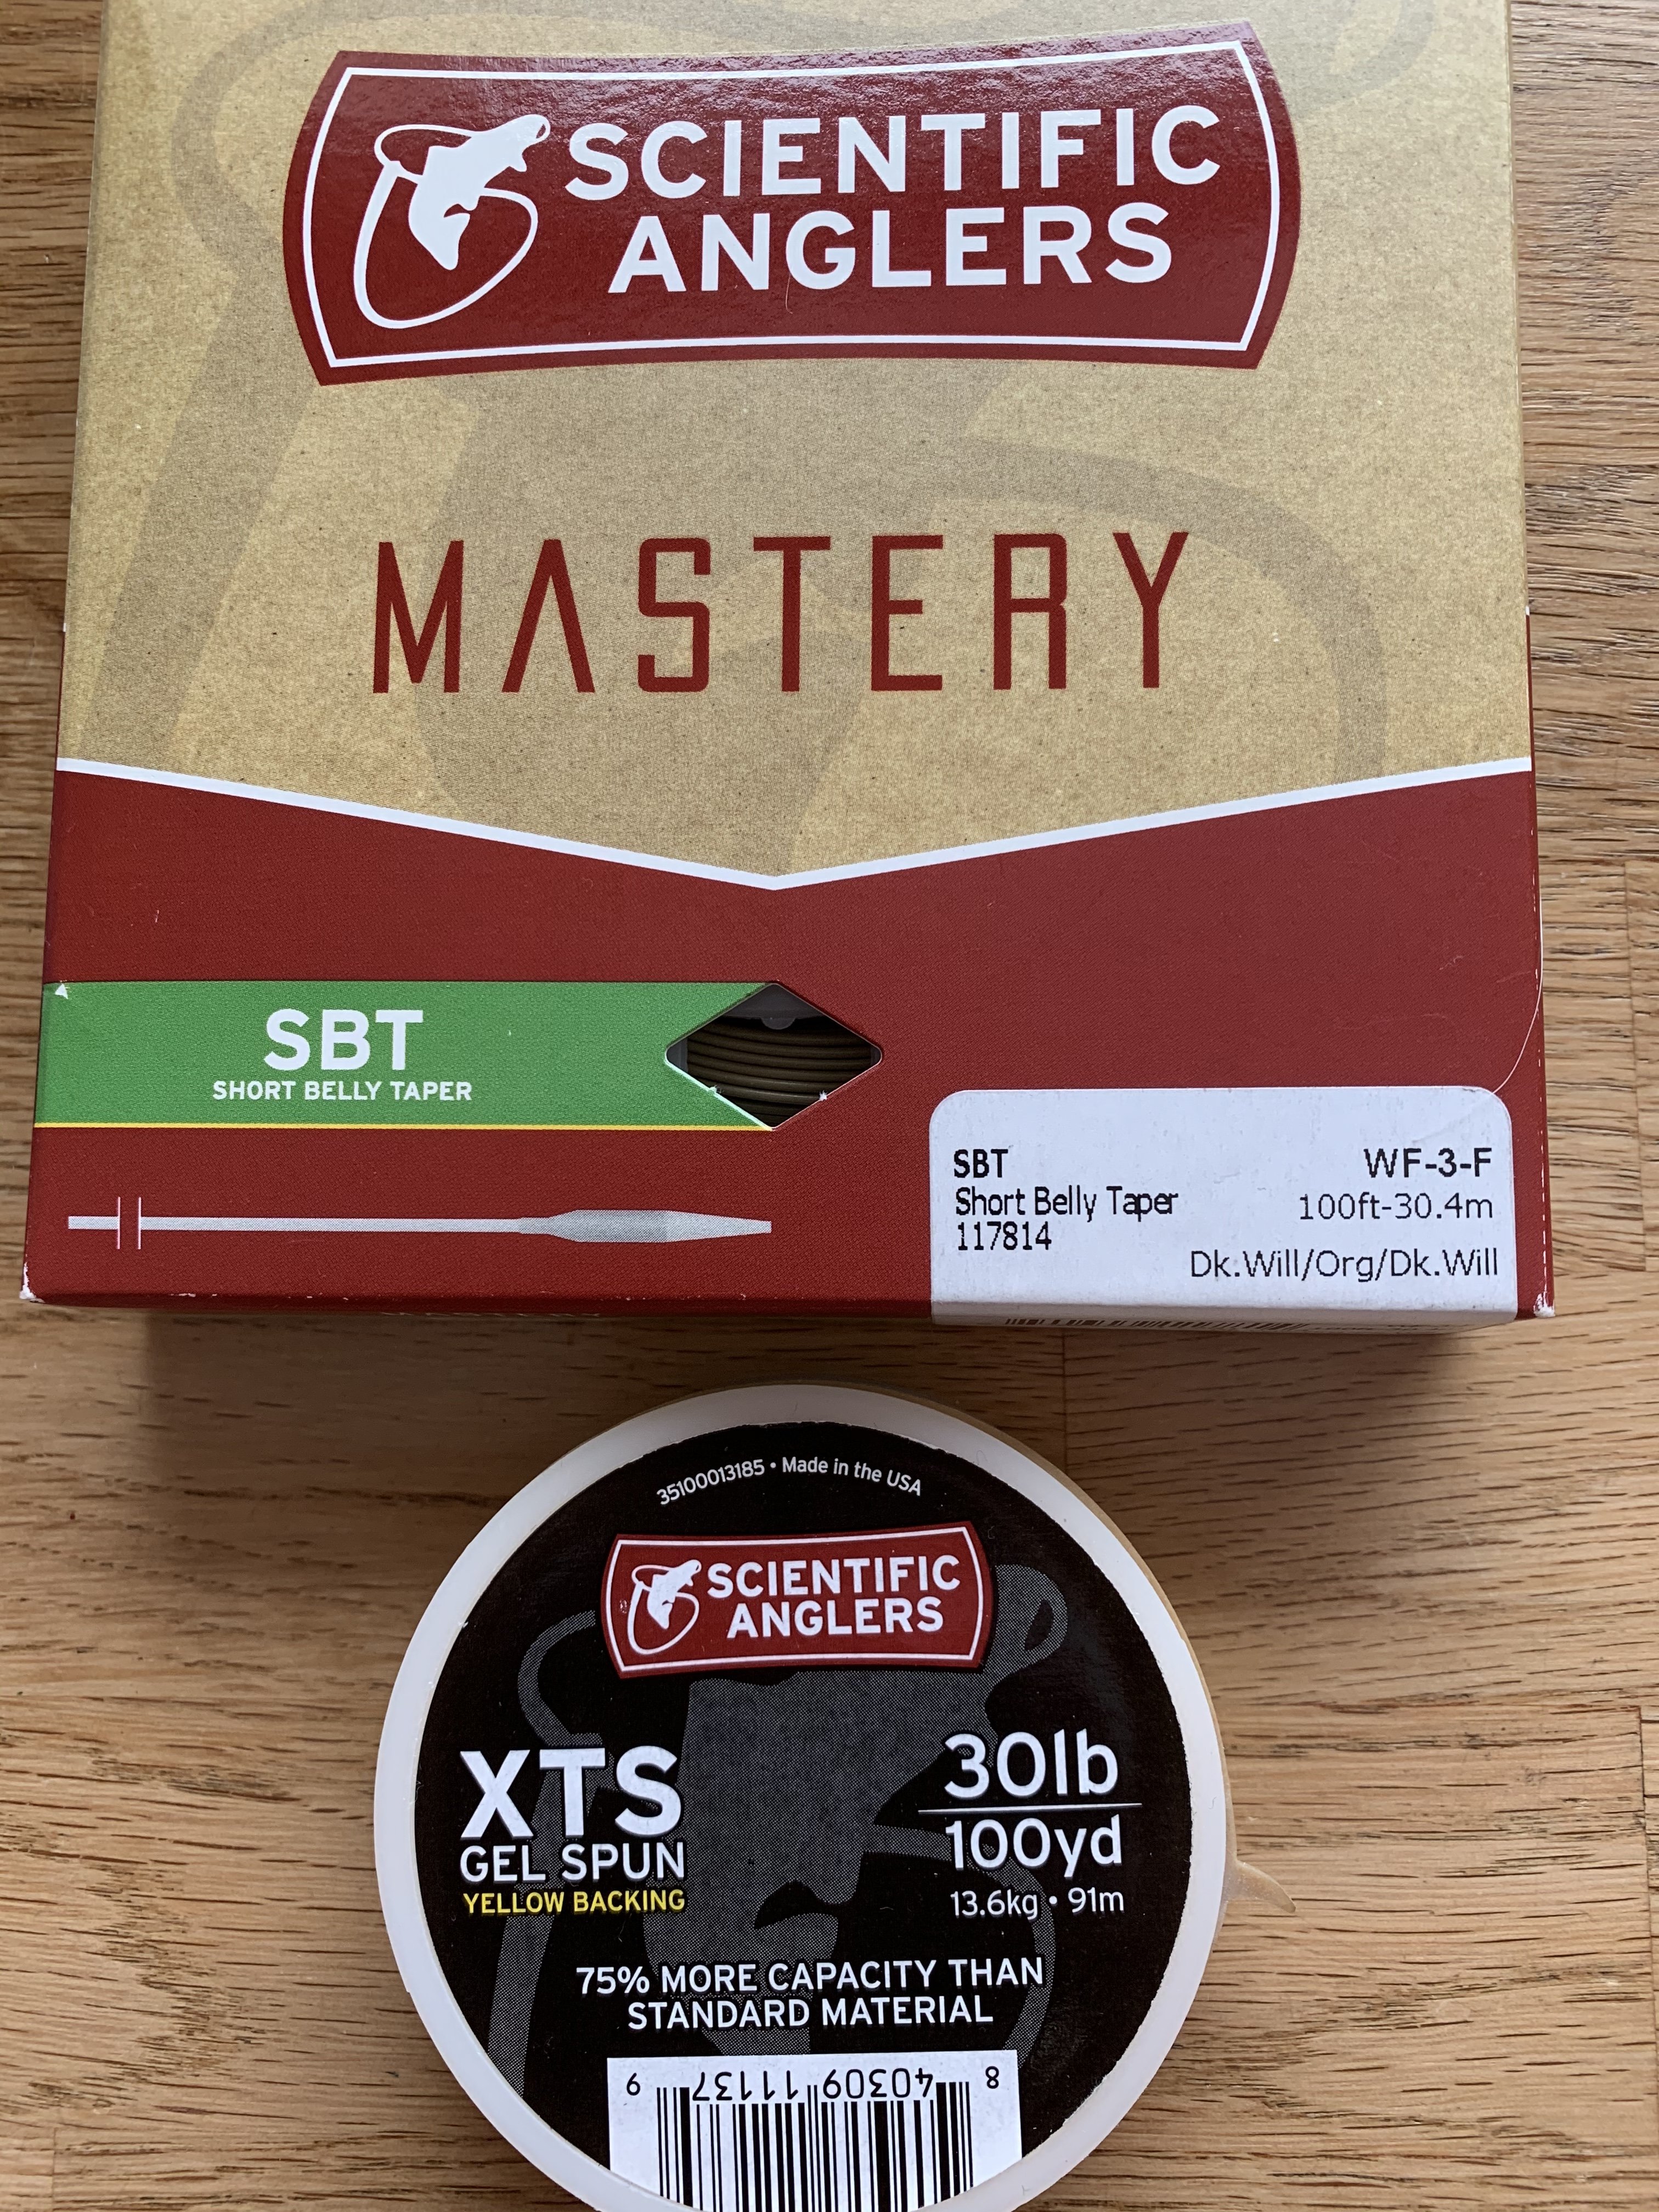 SCIENTIFIC
ANGLERS
MASTERY
SBT
SHORT BELLY TAPER
SBT WF-3-F
Short Belly Taper 100ft-30.4m
117814
Dk.Will/Org/Dk.Will
35100013185 • Made in the USA
SCIENTIFIC
ANGLERS
XTS
GEL SPUN
YELLOW BACKING
30lb
100yd
13.6kg • 91m
75% MORE CAPACITY THAN
STANDARD MATERIAL
8 40309 11137 9